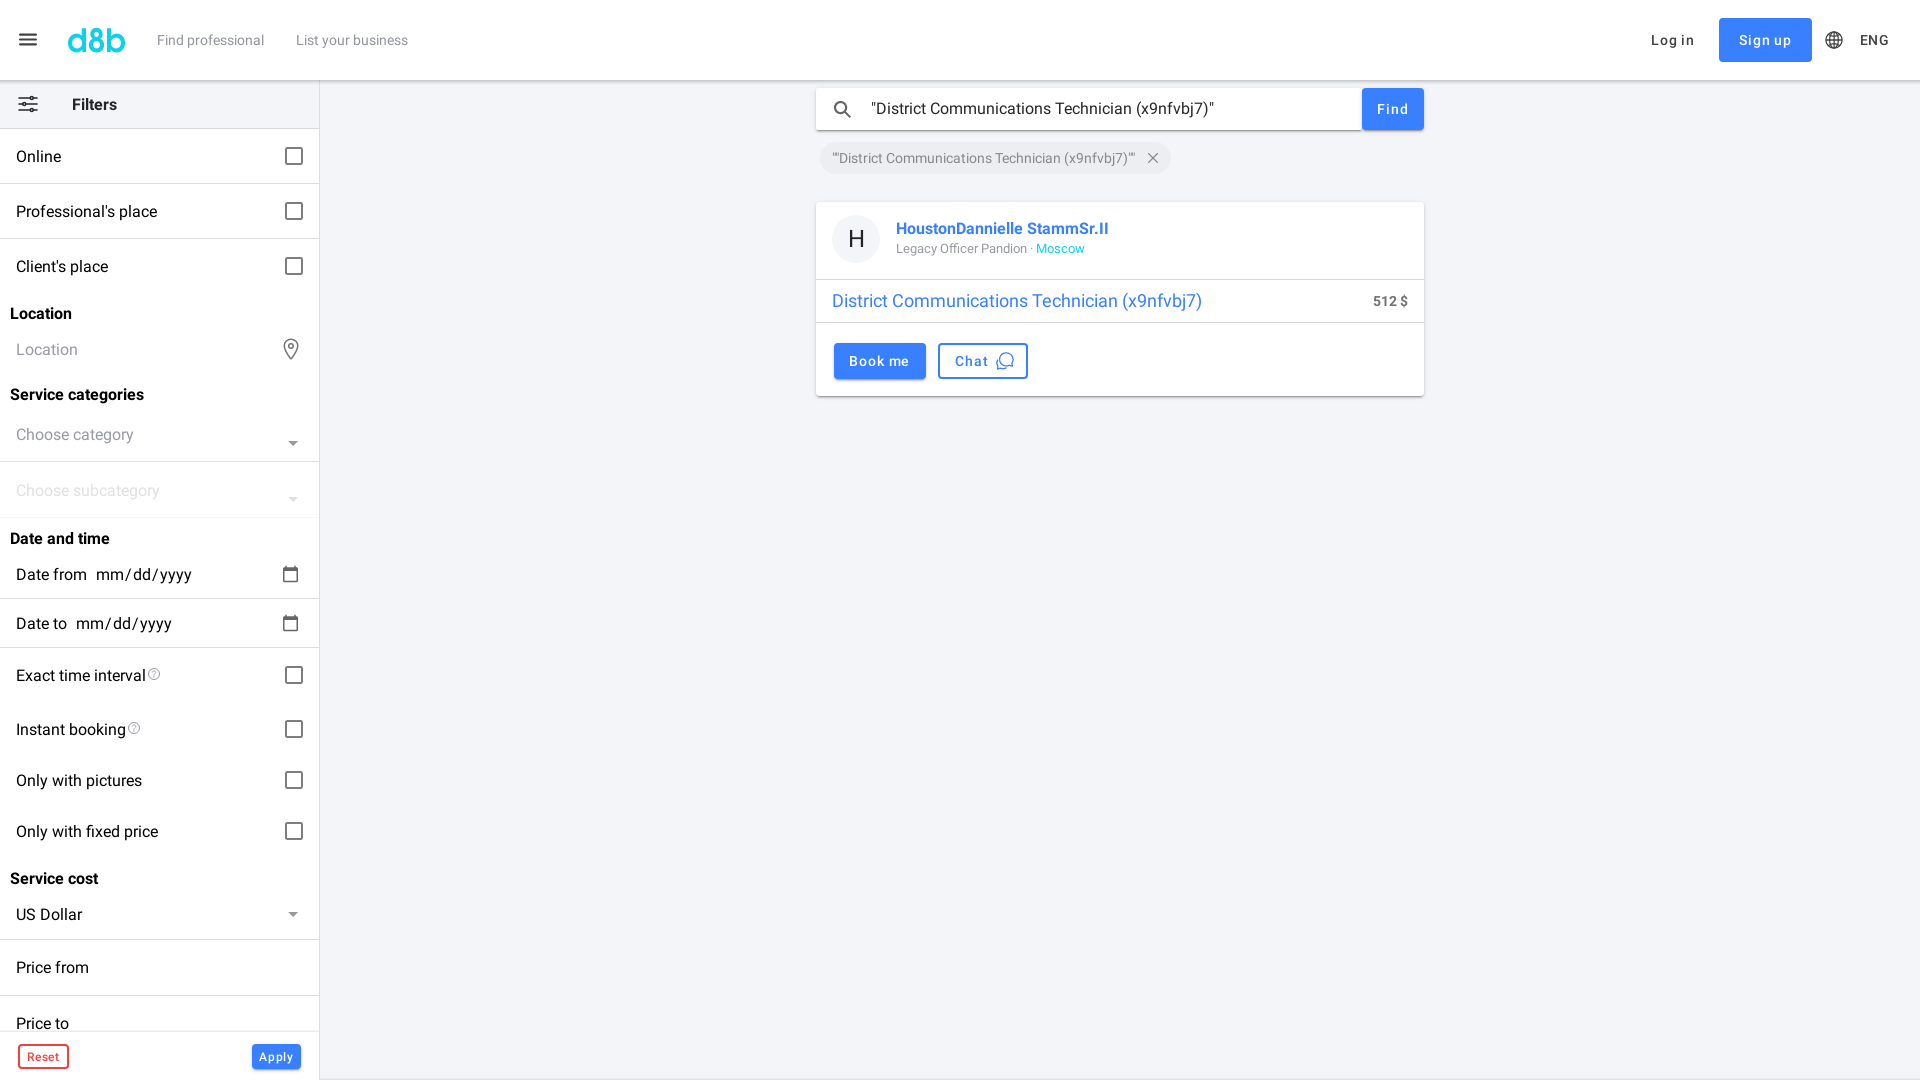 d8b
Find professional
List your business
Log in
Sign up
ENG
Filters
Online
Professional's place
Client's place
Location
Location
Service categories
Choose category
Choose subcategory
Date and time
Date from mm/dd/yyyy
Date to mm/dd/yyyy
Exact time interval
Instant booking
Only with pictures
Only with fixed price
Service cost
US Dollar
Price from
Price to
Reset
Apply
"District Communications Technician (x9nfvbj7)"
Find
""District Communications Technician (x9nfvbj7)""
H
HoustonDannielle StammSr.II
Legacy Officer Pandion · Moscow
District Communications Technician (x9nfvbj7)
512 $
Book me
Chat